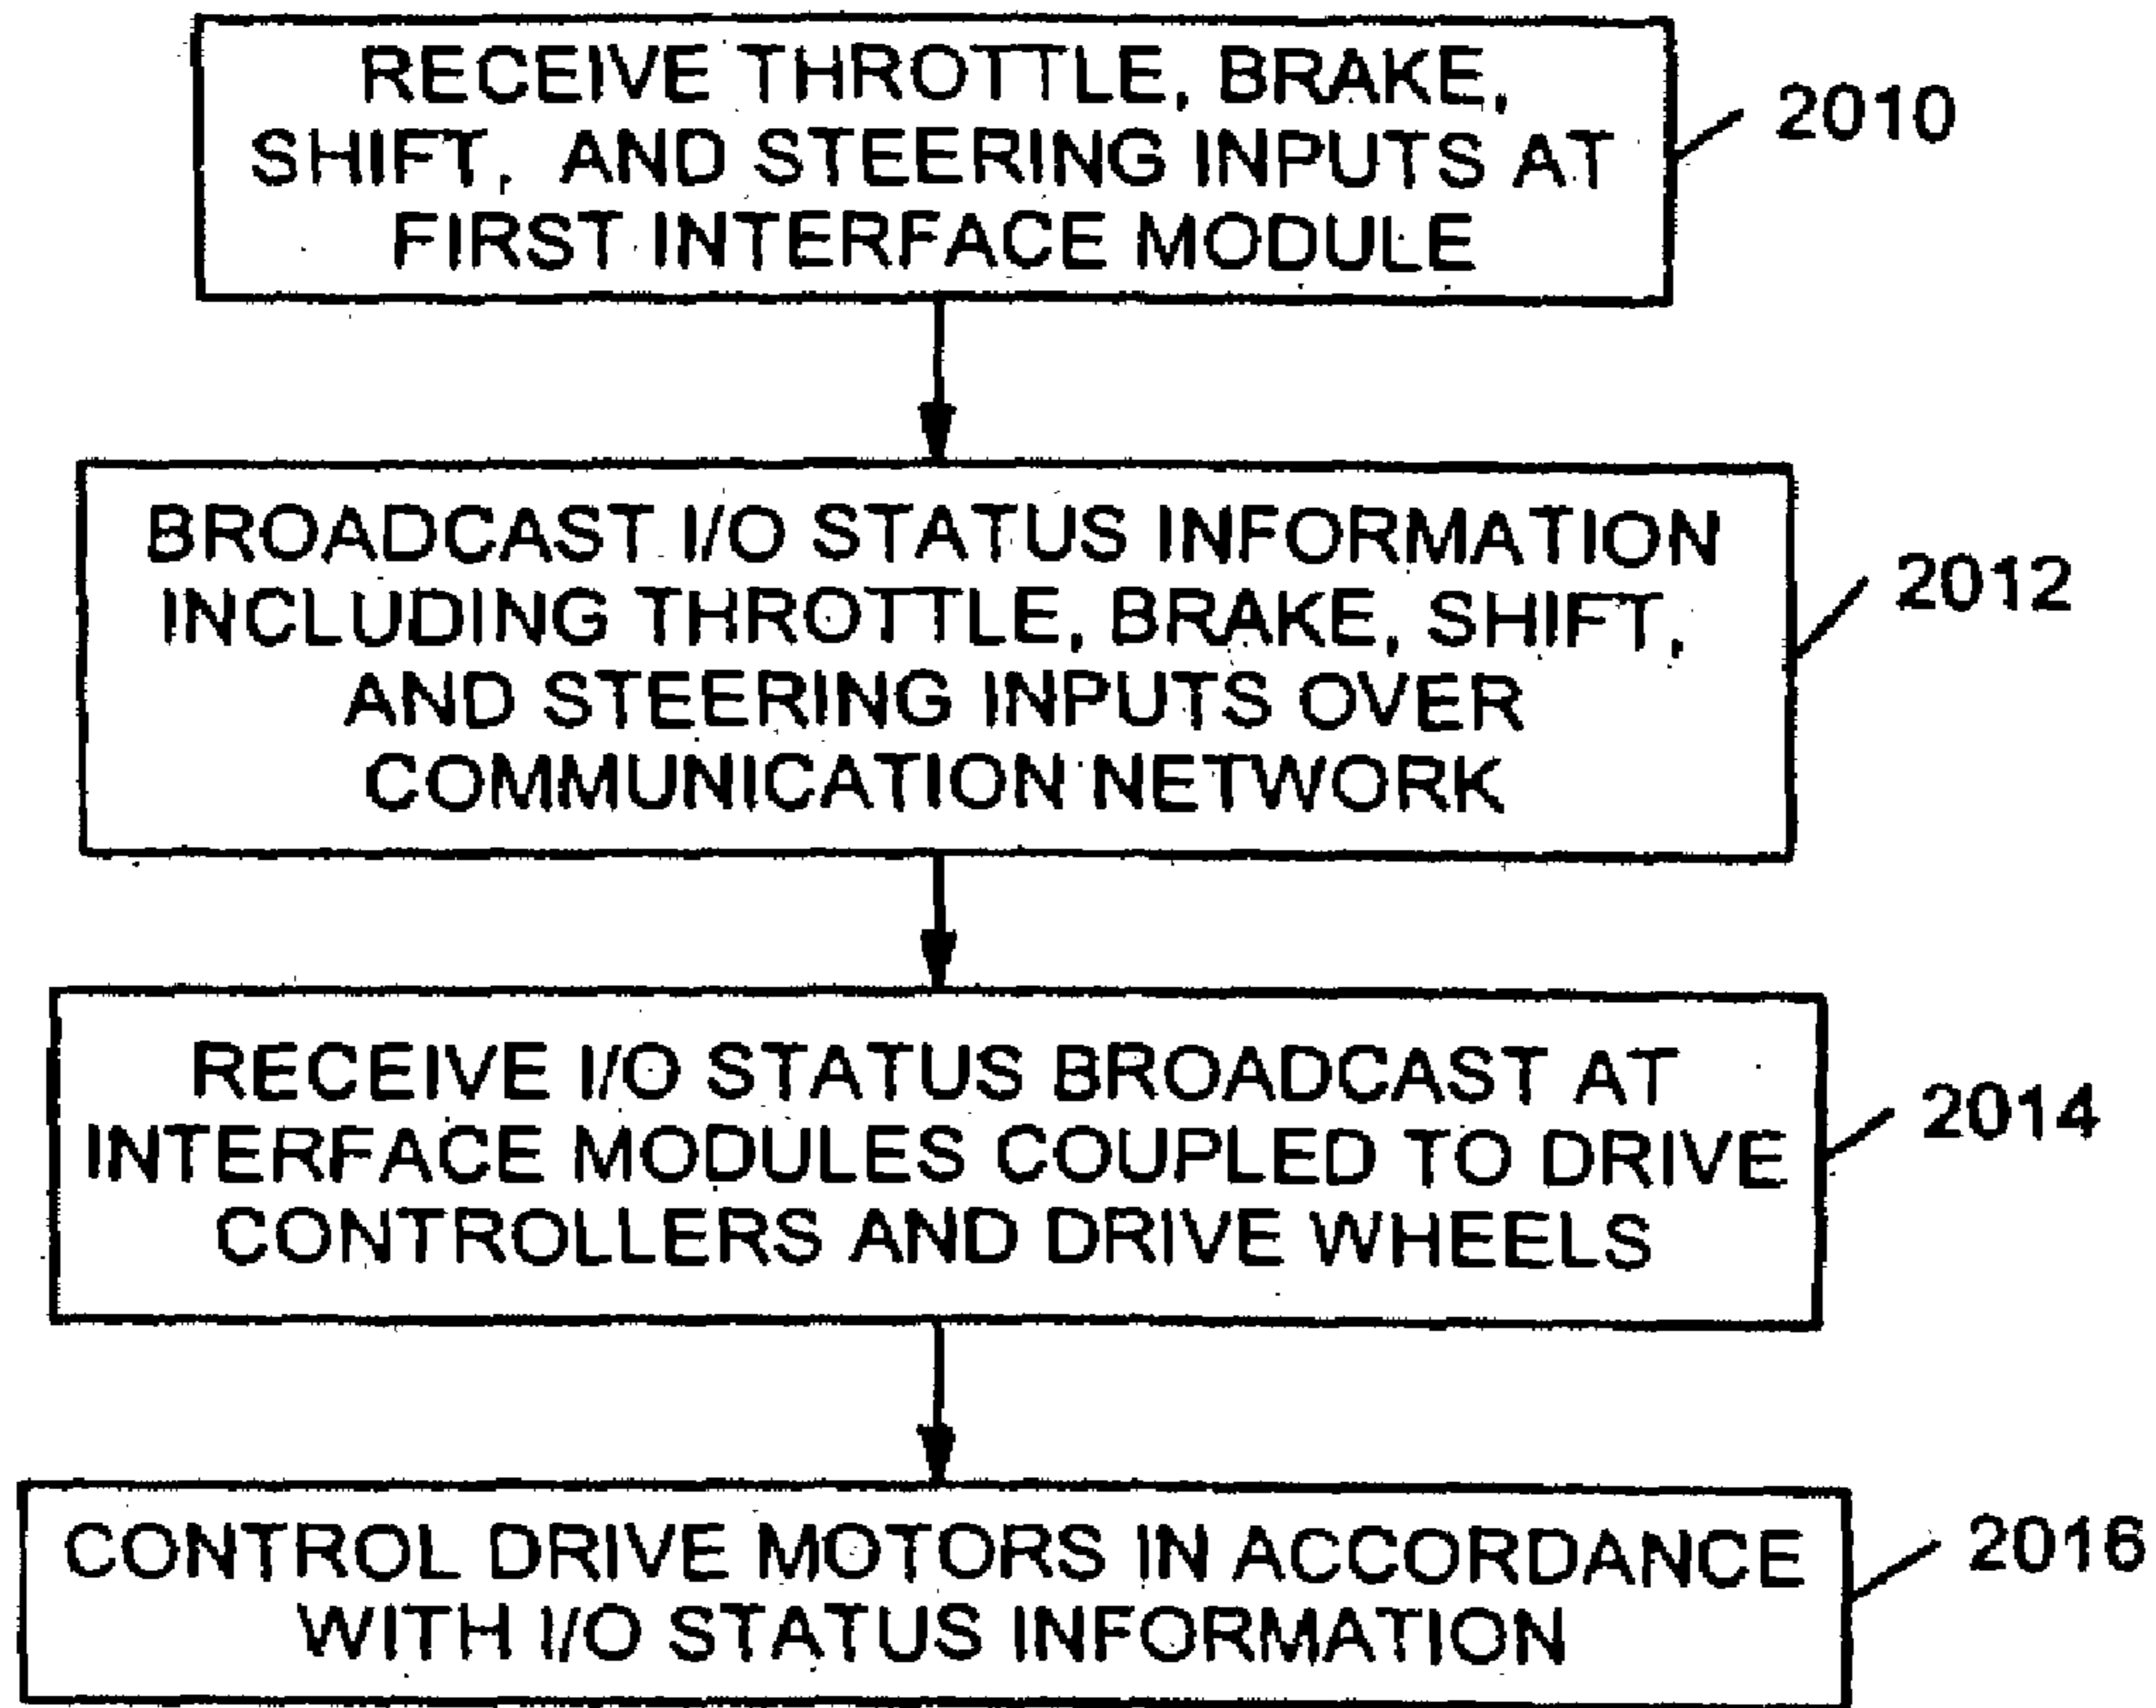 RECEIVE THROTTLE, BRAKE,
SHIFT, AND STEERING INPUTS AT
FIRST INTERFACE MODULE
2010
BROADCAST I/O STATUS INFORMATION
INCLUDING THROTTLE, BRAKE, SHIFT,
AND STEERING INPUTS OVER
COMMUNICATION NETWORK
2012
RECEIVE I/O STATUS BROADCAST AT
INTERFACE MODULES COUPLED TO DRIVE
CONTROLLERS AND DRIVE WHEELS
2014
CONTROL DRIVE MOTORS IN ACCORDANCE
WITH I/O STATUS INFORMATION
2016